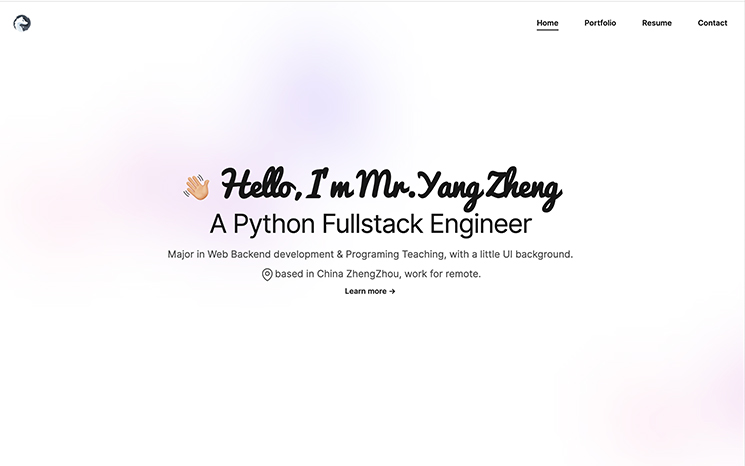 Home Portfolio Resume Contact
👋 Hello, I'm Mr.Yang Zheng
A Python Fullstack Engineer
Major in Web Backend development & Programing Teaching, with a little UI background.
based in China ZhengZhou, work for remote.
Learn more →